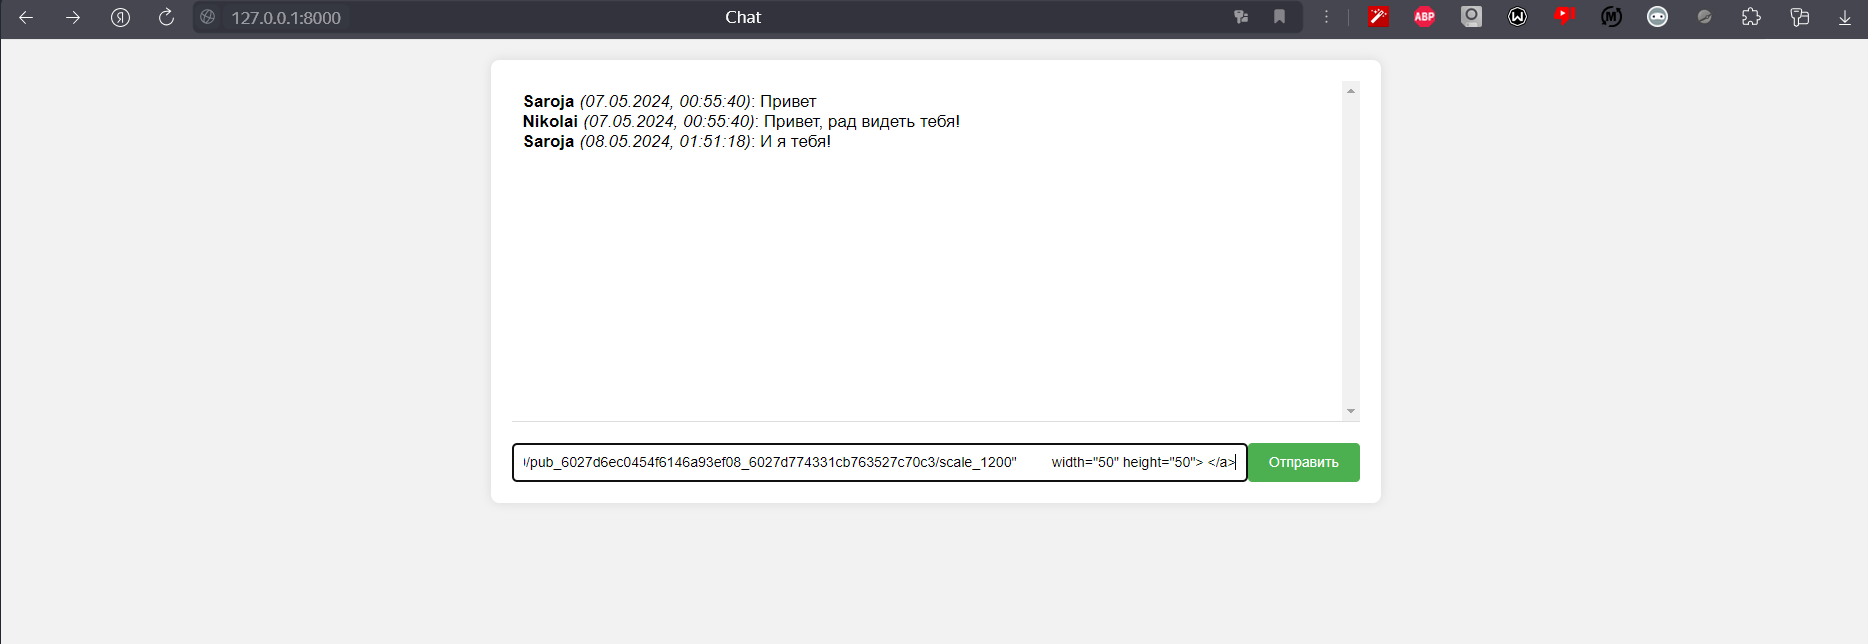 127.0.0.1:8000
Chat
ABP
Saroja (07.05.2024, 00:55:40): Привет
Nikolai (07.05.2024, 00:55:40): Привет, рад видеть тебя!
Saroja (08.05.2024, 01:51:18): И я тебя!
/pub_6027d6ec0454f6146a93ef08_6027d774331cb763527c70c3/scale_1200" width="50" height="50"> </a>
Отправить